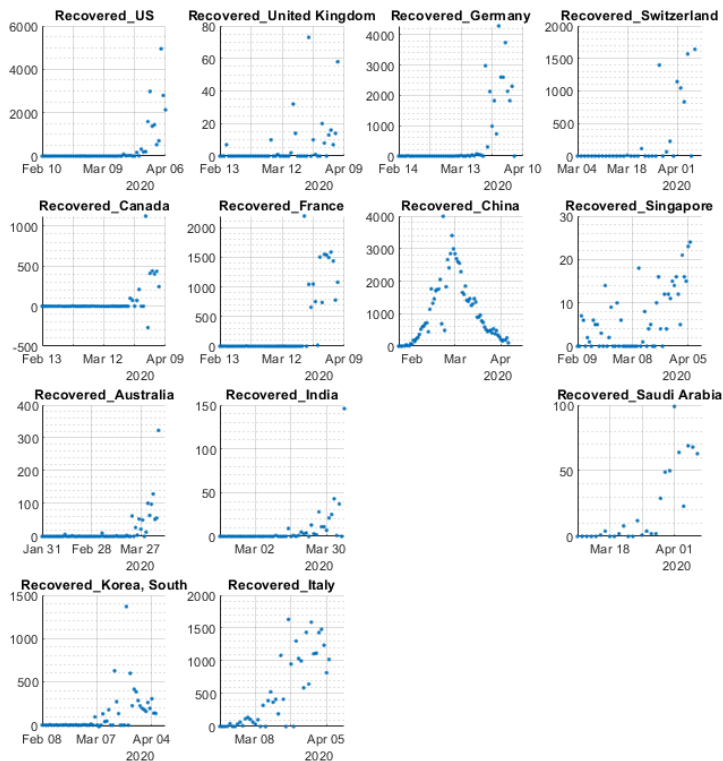 Recovered_US
6000
4000
2000
0
Feb 10
Mar 09
Apr 06
2020
Recovered_United Kingdom
80
60
40
20
0
Feb 13
Mar 12
Apr 09
2020
Recovered_Germany
4000
3000
2000
1000
0
Feb 14
Mar 13
Apr 10
2020
Recovered_Switzerland
2000
1500
1000
500
0
Mar 04
Mar 18
Apr 01
2020
Recovered_Canada
1000
500
0
-500
Feb 13
Mar 12
Apr 09
2020
Recovered_France
2000
1500
1000
500
0
Feb 13
Mar 12
Apr 09
2020
Recovered_China
4000
3000
2000
1000
0
Feb
Mar
Apr
2020
Recovered_Singapore
30
20
10
0
Feb 09
Mar 08
Apr 05
2020
Recovered_Australia
400
300
200
100
0
Jan 31
Feb 28
Mar 27
2020
Recovered_India
150
100
50
0
Mar 02
Mar 30
2020
Recovered_Saudi Arabia
100
50
0
Mar 18
Apr 01
2020
Recovered_Korea, South
1500
1000
500
0
Feb 08
Mar 07
Apr 04
2020
Recovered_Italy
2000
1500
1000
500
0
Mar 08
Apr 05
2020